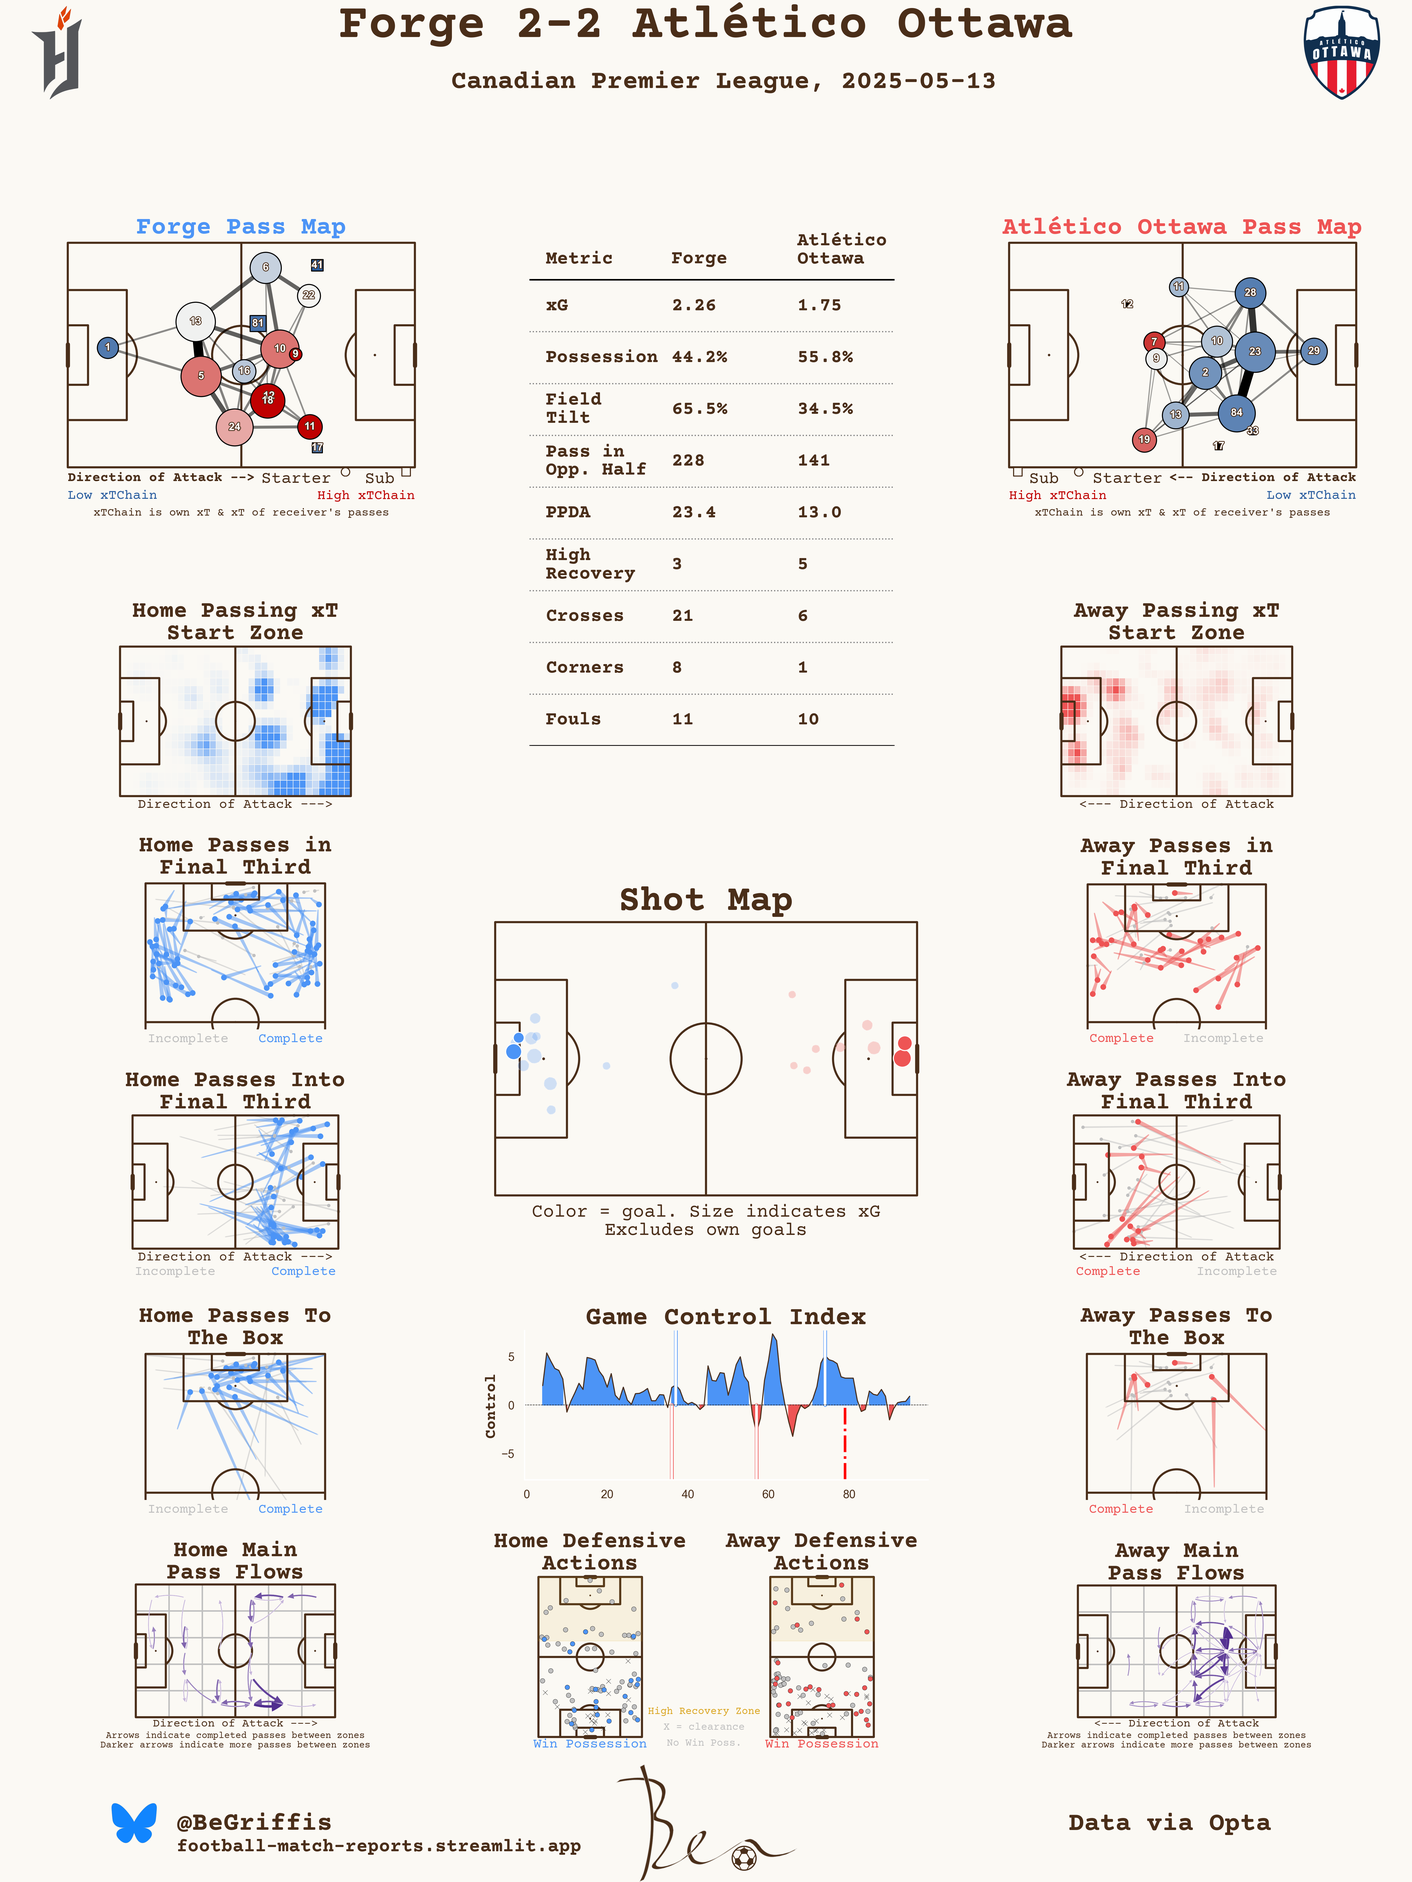 Forge 2-2 Atlético Ottawa
Canadian Premier League, 2025-05-13
ATLÉTICO
OTTAWA
Forge Pass Map
6
41
22
13
81
10
9
1
16
5
12
18
24
11
17
Direction of Attack --> Starter Sub
Low xTChain High xTChain
xTChain is own xT & xT of receiver's passes
Metric Forge Atlético Ottawa
xG 2.26 1.75
Possession 44.2% 55.8%
Field Tilt 65.5% 34.5%
Pass in Opp. Half 228 141
PPDA 23.4 13.0
High Recovery 3 5
Crosses 21 6
Corners 8 1
Fouls 11 10
Atlético Ottawa Pass Map
11
28
12
7
10
9
23
29
2
13
84
33
19
17
Sub Starter <-- Direction of Attack
High xTChain Low xTChain
xTChain is own xT & xT of receiver's passes
Home Passing xT
Start Zone
Direction of Attack --->
Away Passing xT
Start Zone
<--- Direction of Attack
Home Passes in
Final Third
Incomplete Complete
Away Passes in
Final Third
Complete Incomplete
Shot Map
Color = goal. Size indicates xG
Excludes own goals
Home Passes Into
Final Third
Direction of Attack --->
Incomplete Complete
Away Passes Into
Final Third
<--- Direction of Attack
Complete Incomplete
Home Passes To
The Box
Incomplete Complete
Game Control Index
Control
5
0
−5
0 20 40 60 80
Away Passes To
The Box
Complete Incomplete
Home Main
Pass Flows
Direction of Attack --->
Arrows indicate completed passes between zones
Darker arrows indicate more passes between zones
Home Defensive
Actions
Win Possession
High Recovery Zone
X = clearance
No Win Poss.
Away Defensive
Actions
Win Possession
Away Main
Pass Flows
<--- Direction of Attack
Arrows indicate completed passes between zones
Darker arrows indicate more passes between zones
@BeGriffis
football-match-reports.streamlit.app
Ben
Data via Opta